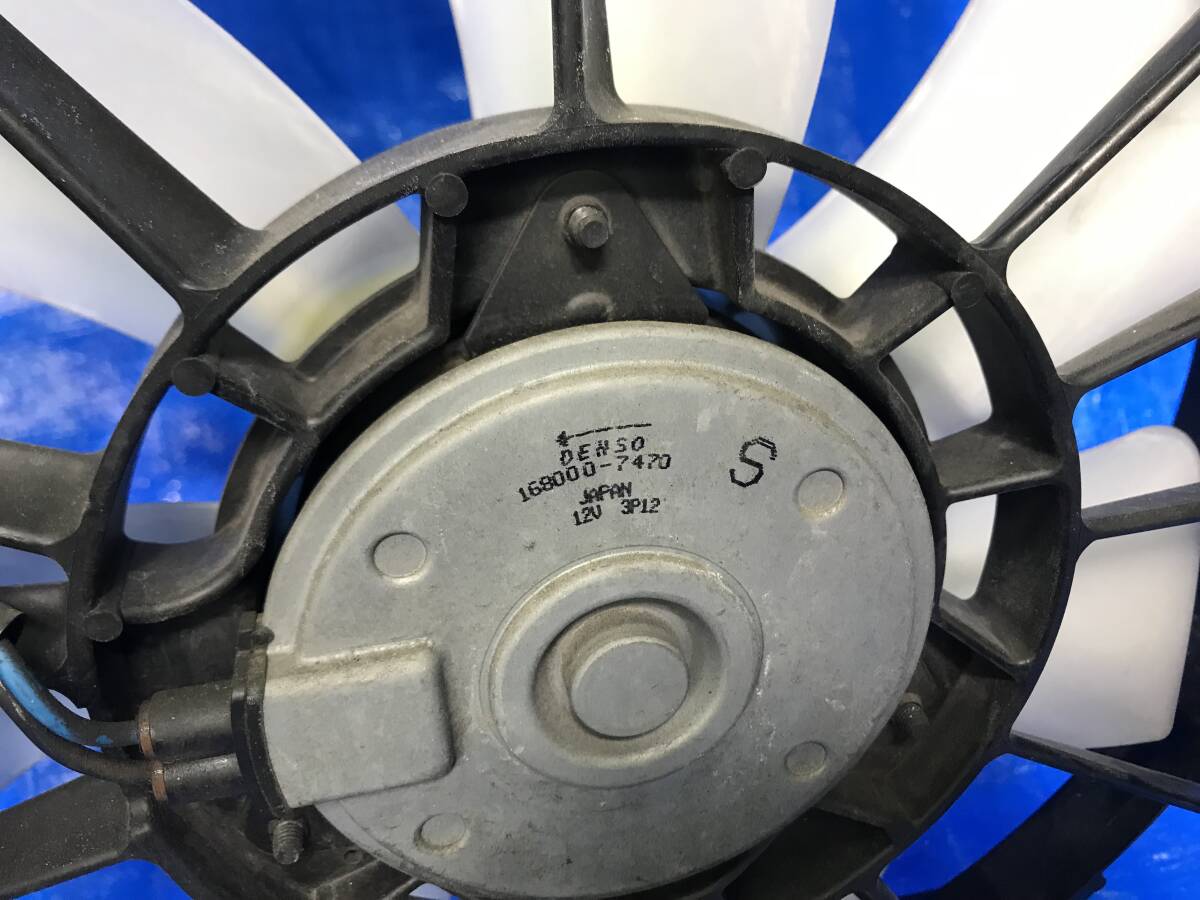 DENSO
168000-7470
JAPAN
12V 3P12
S